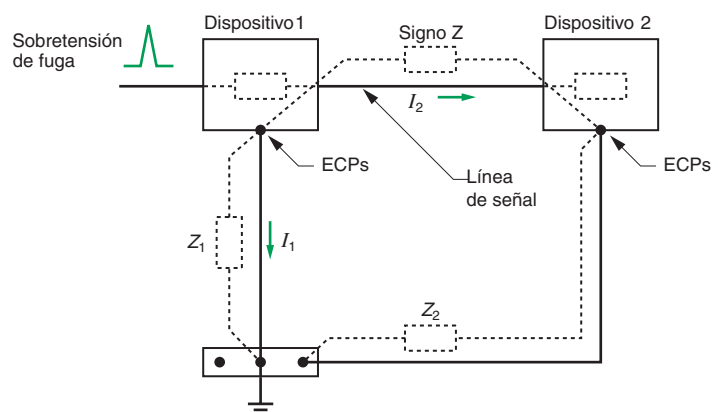 Dispositivo1
Dispositivo 2
Sobretensión
de fuga
Signo Z
I2
ECPs
ECPs
Línea
de señal
Z1
I1
Z2